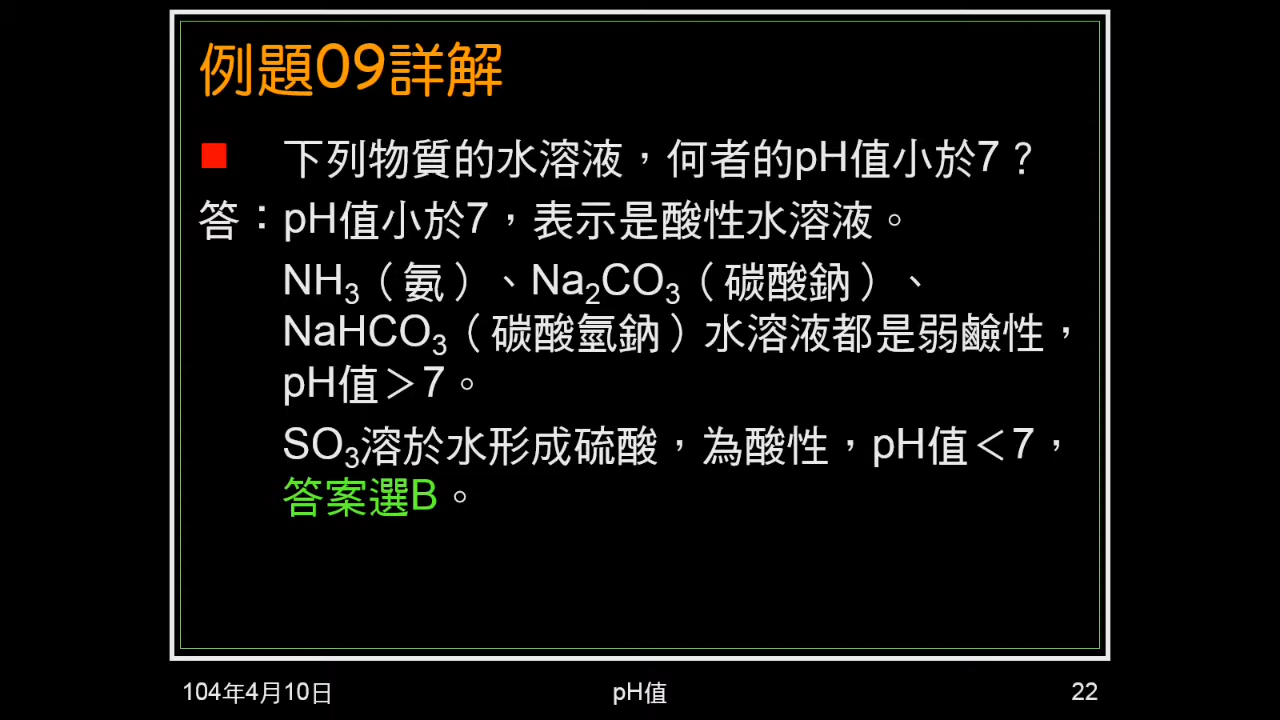 例題09詳解
下列物質的水溶液，何者的pH值小於7？
答：pH值小於7，表示是酸性水溶液。
NH₃（氨）、Na₂CO₃（碳酸鈉）、
NaHCO₃（碳酸氫鈉）水溶液都是弱鹼性，
pH值＞7。
SO₃溶於水形成硫酸，為酸性，pH值＜7，
答案選B。
104年4月10日
pH值
22